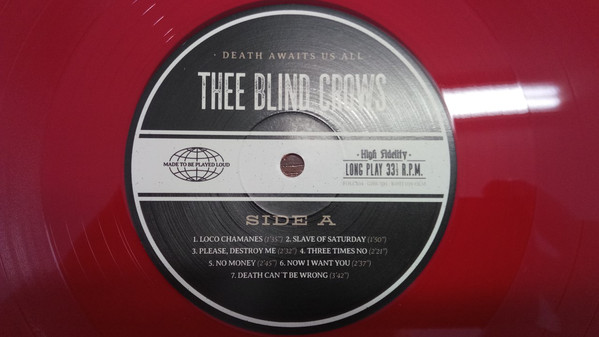 · DEATH AWAITS US ALL ·
THEE BLIND CROWS
MADE TO BE PLAYED LOUD
- High Fidelity -
LONG PLAY 33⅓ R.P.M.
SIDE A
1. LOCO CHAMANES (1'35") 2. SLAVE OF SATURDAY (1'50")
3. PLEASE, DESTROY ME (2'32") 4. THREE TIMES NO (2'21")
5. NO MONEY (2'45") 6. NOW I WANT YOU (2'37")
7. DEATH CAN´T BE WRONG (3'42")